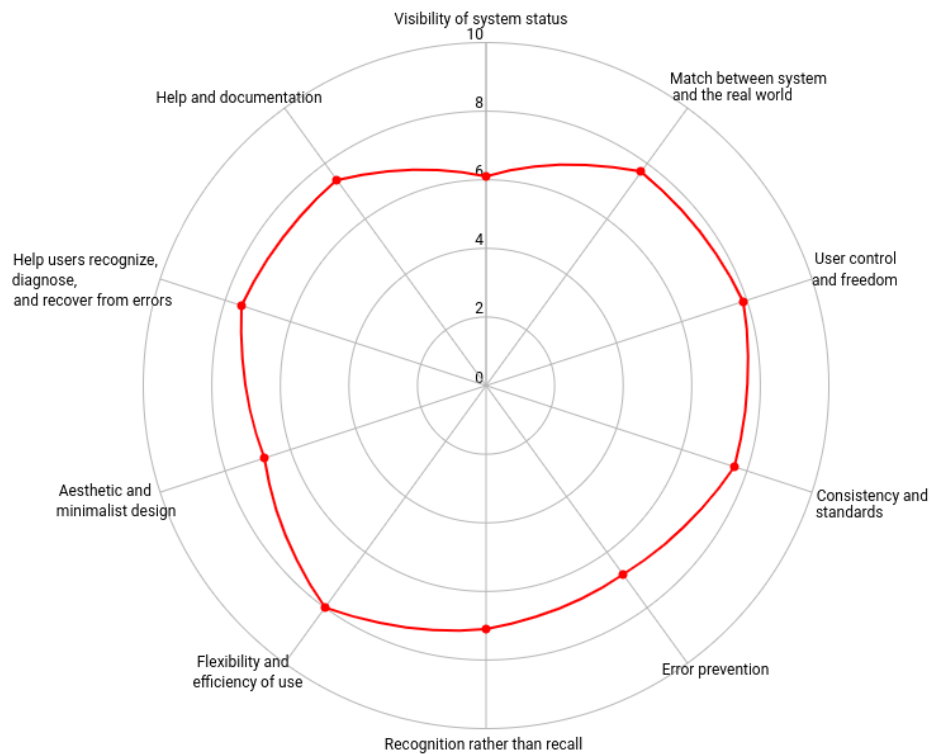 Visibility of system status
10
Match between system
and the real world
Help and documentation
8
6
4
User control
and freedom
Help users recognize,
diagnose,
and recover from errors
2
0
Aesthetic and
minimalist design
Consistency and
standards
Flexibility and
efficiency of use
Error prevention
Recognition rather than recall